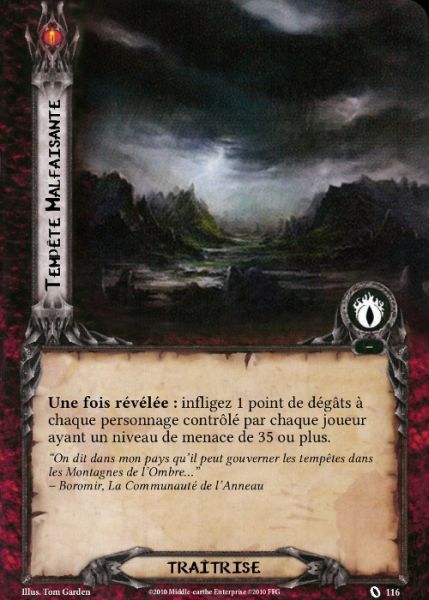 TEMPÊTE MALFAISANTE
Une fois révélée : infligez 1 point de dégâts à
chaque personnage contrôlé par chaque joueur
ayant un niveau de menace de 35 ou plus.
“On dit dans mon pays qu'il peut gouverner les tempêtes dans
les Montagnes de l'Ombre...”
– Boromir, La Communauté de l'Anneau
TRAÎTRISE
Illus. Tom Garden
©2010 Middle-earthe Enterprise ©2010 FFG
116